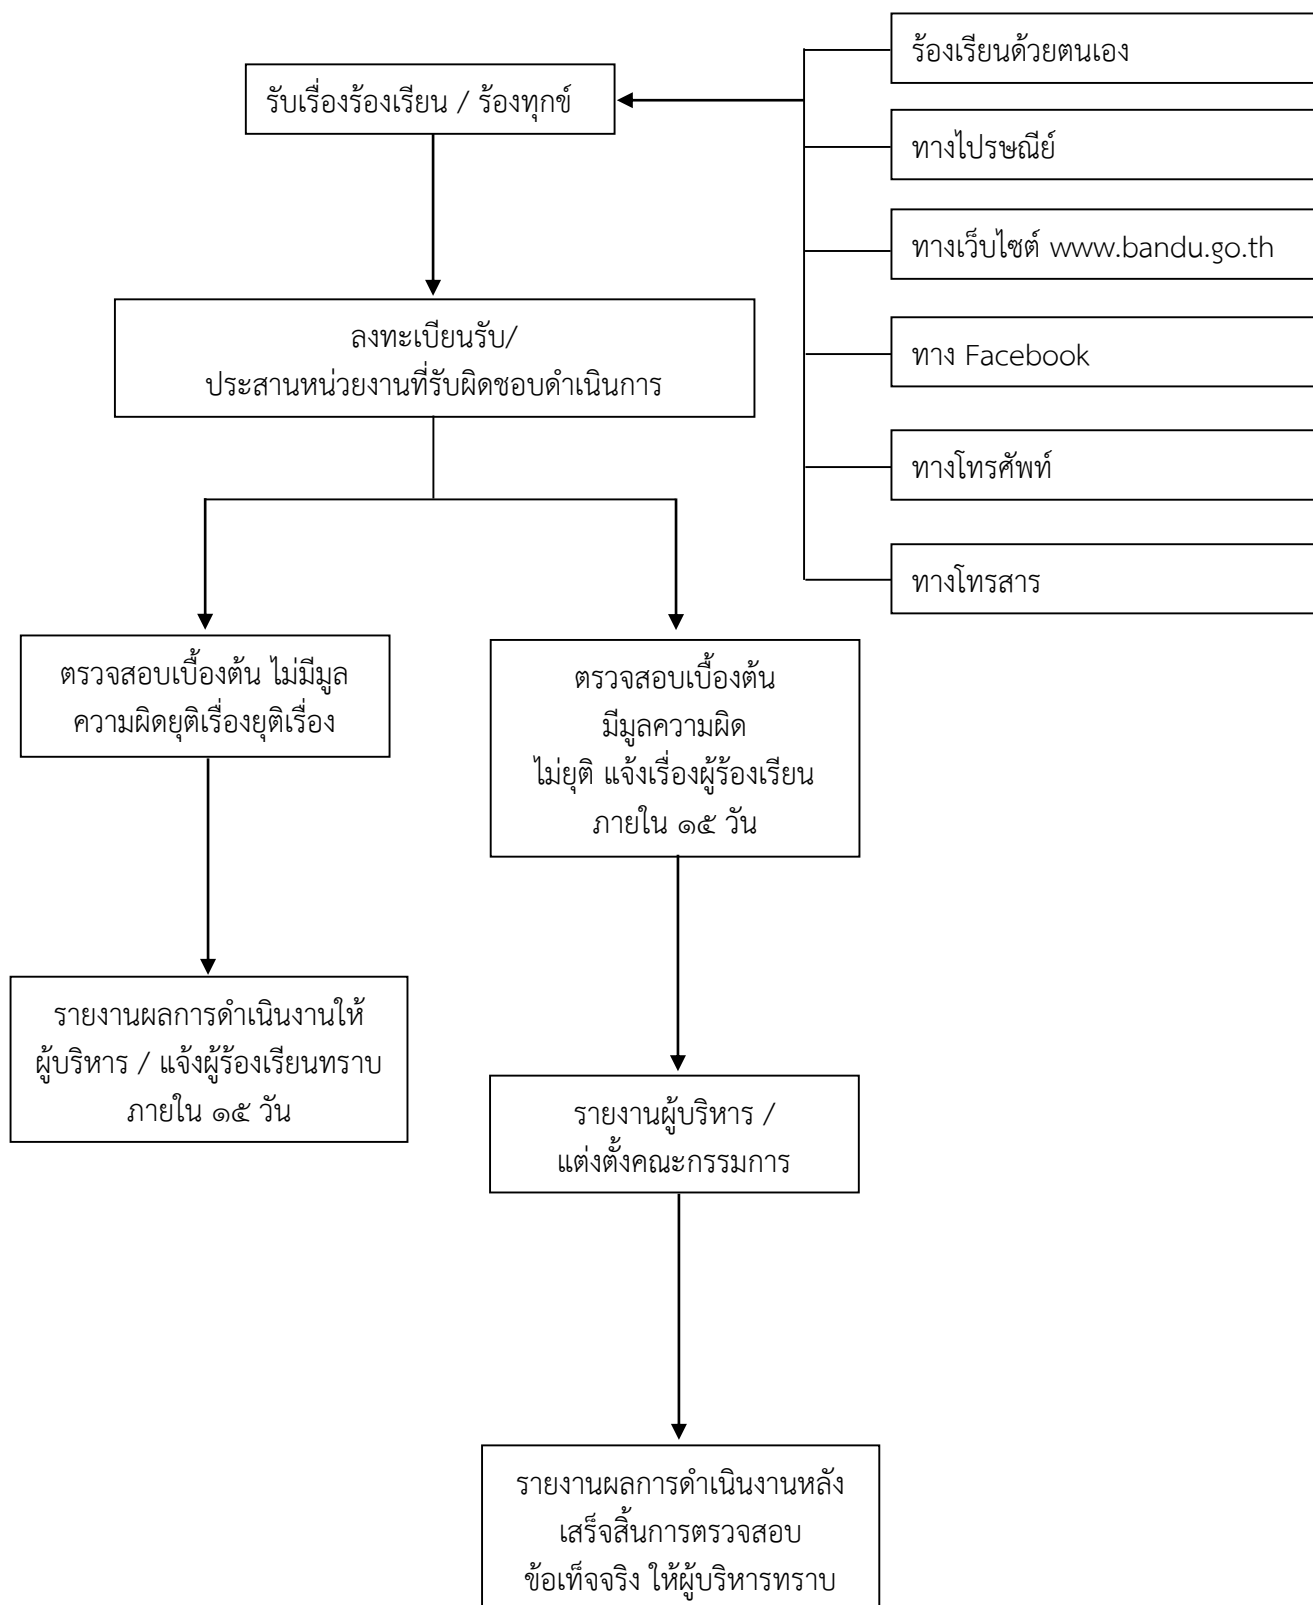 รับเรื่องร้องเรียน / ร้องทุกข์
ร้องเรียนด้วยตนเอง
ทางไปรษณีย์
ทางเว็บไซต์ www.bandu.go.th
ทาง Facebook
ทางโทรศัพท์
ทางโทรสาร
ลงทะเบียนรับ/
ประสานหน่วยงานที่รับผิดชอบดำเนินการ
ตรวจสอบเบื้องต้น ไม่มีมูล
ความผิดยุติเรื่องยุติเรื่อง
ตรวจสอบเบื้องต้น
มีมูลความผิด
ไม่ยุติ แจ้งเรื่องผู้ร้องเรียน
ภายใน ๑๕ วัน
รายงานผลการดำเนินงานให้
ผู้บริหาร / แจ้งผู้ร้องเรียนทราบ
ภายใน ๑๕ วัน
รายงานผู้บริหาร /
แต่งตั้งคณะกรรมการ
รายงานผลการดำเนินงานหลัง
เสร็จสิ้นการตรวจสอบ
ข้อเท็จจริง ให้ผู้บริหารทราบ